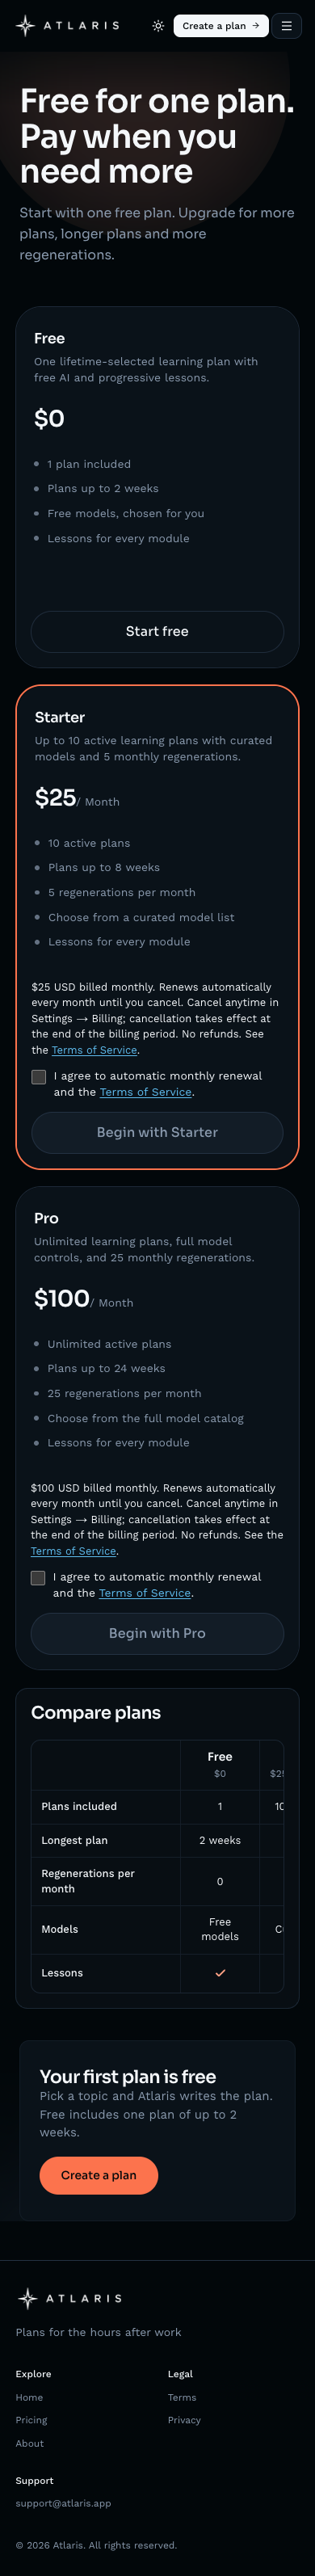 ATLARIS
Create a plan →
Free for one plan.
Pay when you
need more
Start with one free plan. Upgrade for more
plans, longer plans and more
regenerations.
Free
One lifetime-selected learning plan with
free AI and progressive lessons.
$0
1 plan included
Plans up to 2 weeks
Free models, chosen for you
Lessons for every module
Start free
Starter
Up to 10 active learning plans with curated
models and 5 monthly regenerations.
$25/ Month
10 active plans
Plans up to 8 weeks
5 regenerations per month
Choose from a curated model list
Lessons for every module
$25 USD billed monthly. Renews automatically
every month until you cancel. Cancel anytime in
Settings → Billing; cancellation takes effect at
the end of the billing period. No refunds. See
the Terms of Service.
I agree to automatic monthly renewal
and the Terms of Service.
Begin with Starter
Pro
Unlimited learning plans, full model
controls, and 25 monthly regenerations.
$100/ Month
Unlimited active plans
Plans up to 24 weeks
25 regenerations per month
Choose from the full model catalog
Lessons for every module
$100 USD billed monthly. Renews automatically
every month until you cancel. Cancel anytime in
Settings → Billing; cancellation takes effect at
the end of the billing period. No refunds. See the
Terms of Service.
I agree to automatic monthly renewal
and the Terms of Service.
Begin with Pro
Compare plans
Free
$0
Plans included 1
Longest plan 2 weeks
Regenerations per
month 0
Models Free
models
Lessons
Your first plan is free
Pick a topic and Atlaris writes the plan.
Free includes one plan of up to 2
weeks.
Create a plan
ATLARIS
Plans for the hours after work
Explore Legal
Home Terms
Pricing Privacy
About
Support
support@atlaris.app
© 2026 Atlaris. All rights reserved.